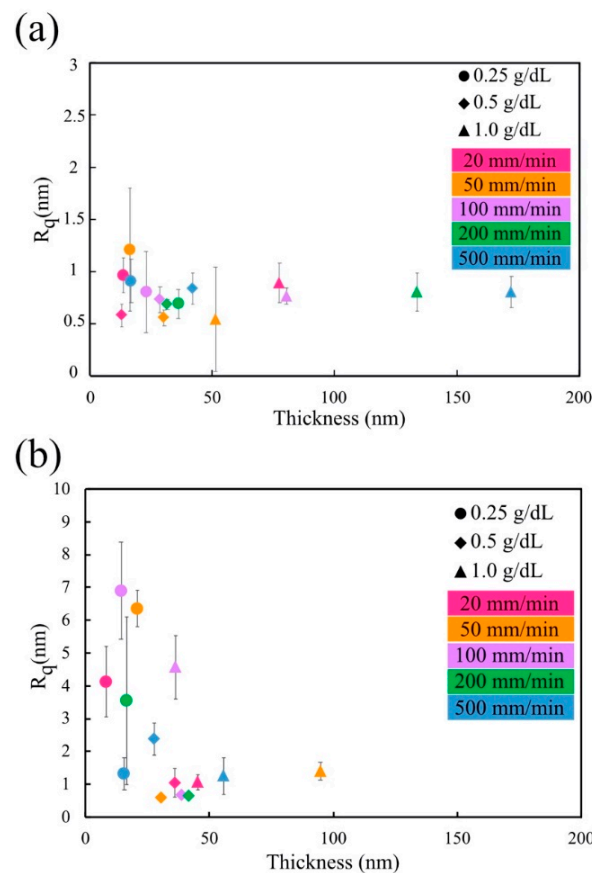 (a)
3
2.5
2
1.5
1
0.5
0
Rq(nm)
0.25 g/dL
0.5 g/dL
1.0 g/dL
20 mm/min
50 mm/min
100 mm/min
200 mm/min
500 mm/min
0 50 100 150 200
Thickness (nm)
(b)
10
9
8
7
6
5
4
3
2
1
0
Rq(nm)
0.25 g/dL
0.5 g/dL
1.0 g/dL
20 mm/min
50 mm/min
100 mm/min
200 mm/min
500 mm/min
0 50 100 150 200
Thickness (nm)